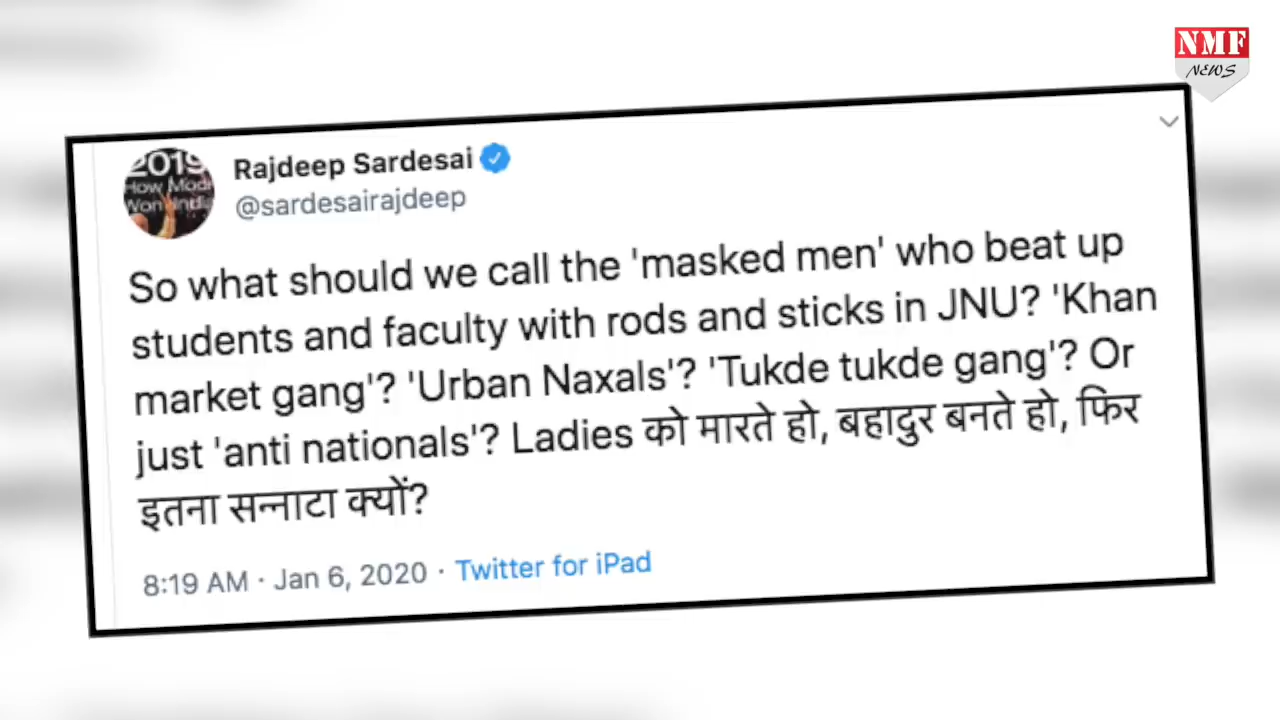 NMF
NEWS
2019
How Modi
Won India
Rajdeep Sardesai
@sardesairajdeep
So what should we call the 'masked men' who beat up
students and faculty with rods and sticks in JNU? 'Khan
market gang'? 'Urban Naxals'? 'Tukde tukde gang'? Or
just 'anti nationals'? Ladies को मारते हो, बहादुर बनते हो, फिर
इतना सन्नाटा क्यों?
8:19 AM · Jan 6, 2020 · Twitter for iPad